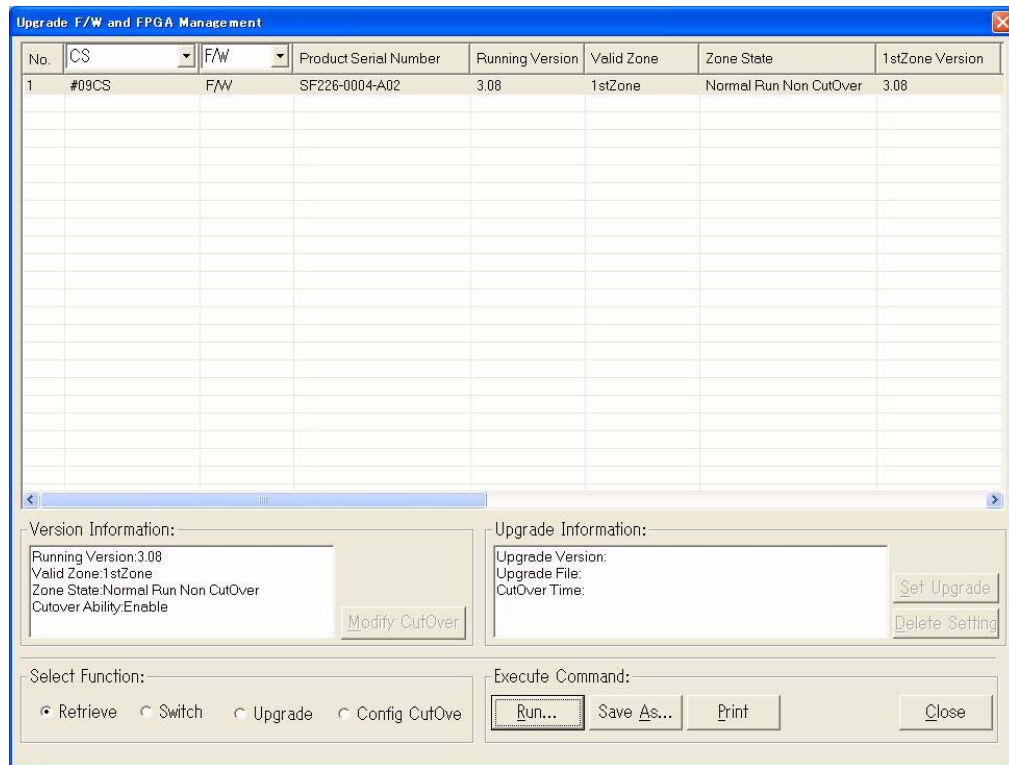 Upgrade F/W and FPGA Management
No. CS F/W Product Serial Number Running Version Valid Zone Zone State 1stZone Version
1 #09CS F/W SF226-0004-A02 3.08 1stZone Normal Run Non CutOver 3.08
Version Information:
Running Version:3.08
Valid Zone:1stZone
Zone State:Normal Run Non CutOver
Cutover Ability:Enable
Modify CutOver
Upgrade Information:
Upgrade Version:
Upgrade File:
CutOver Time:
Set Upgrade
Delete Setting
Select Function:
Retrieve Switch Upgrade Config CutOve
Execute Command:
Run... Save As... Print Close